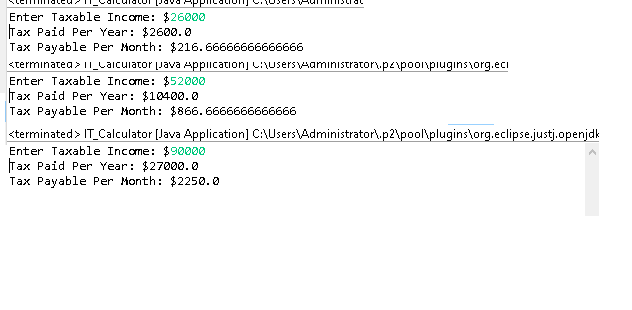 <terminated> IT_Calculator [Java Application] C:\Users\Administrat
Enter Taxable Income: $26000
Tax Paid Per Year: $2600.0
Tax Payable Per Month: $216.66666666666666
<terminated> IT_Calculator [Java Application] C:\Users\Administrator\.p2\pool\plugins\org.ecl
Enter Taxable Income: $52000
Tax Paid Per Year: $10400.0
Tax Payable Per Month: $866.6666666666666
<terminated> IT_Calculator [Java Application] C:\Users\Administrator\.p2\pool\plugins\org.eclipse.justj.openjdk
Enter Taxable Income: $90000
Tax Paid Per Year: $27000.0
Tax Payable Per Month: $2250.0